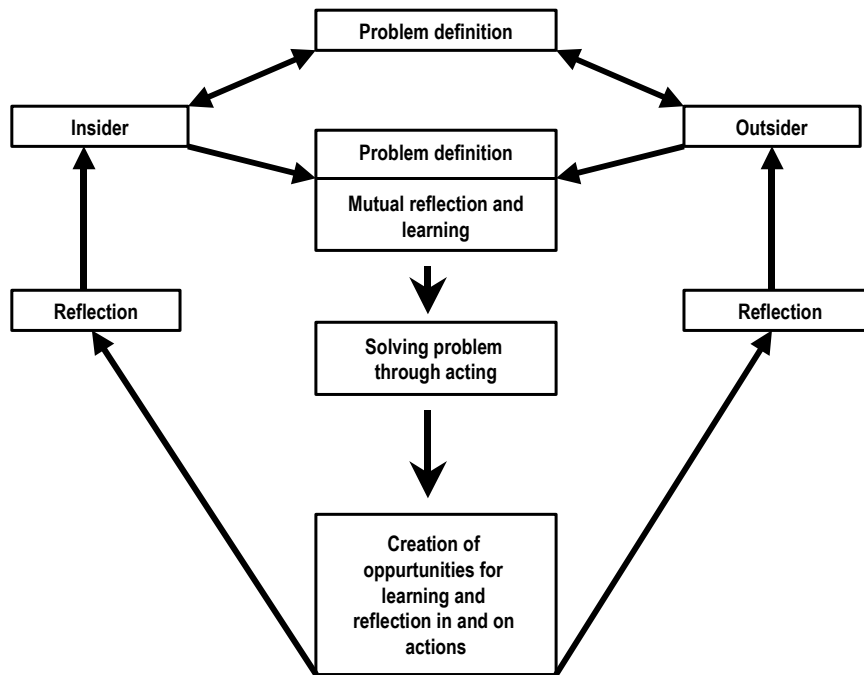 Problem definition
Insider
Outsider
Problem definition
Mutual reflection and
learning
Reflection
Reflection
Solving problem
through acting
Creation of
oppurtunities for
learning and
reflection in and on
actions